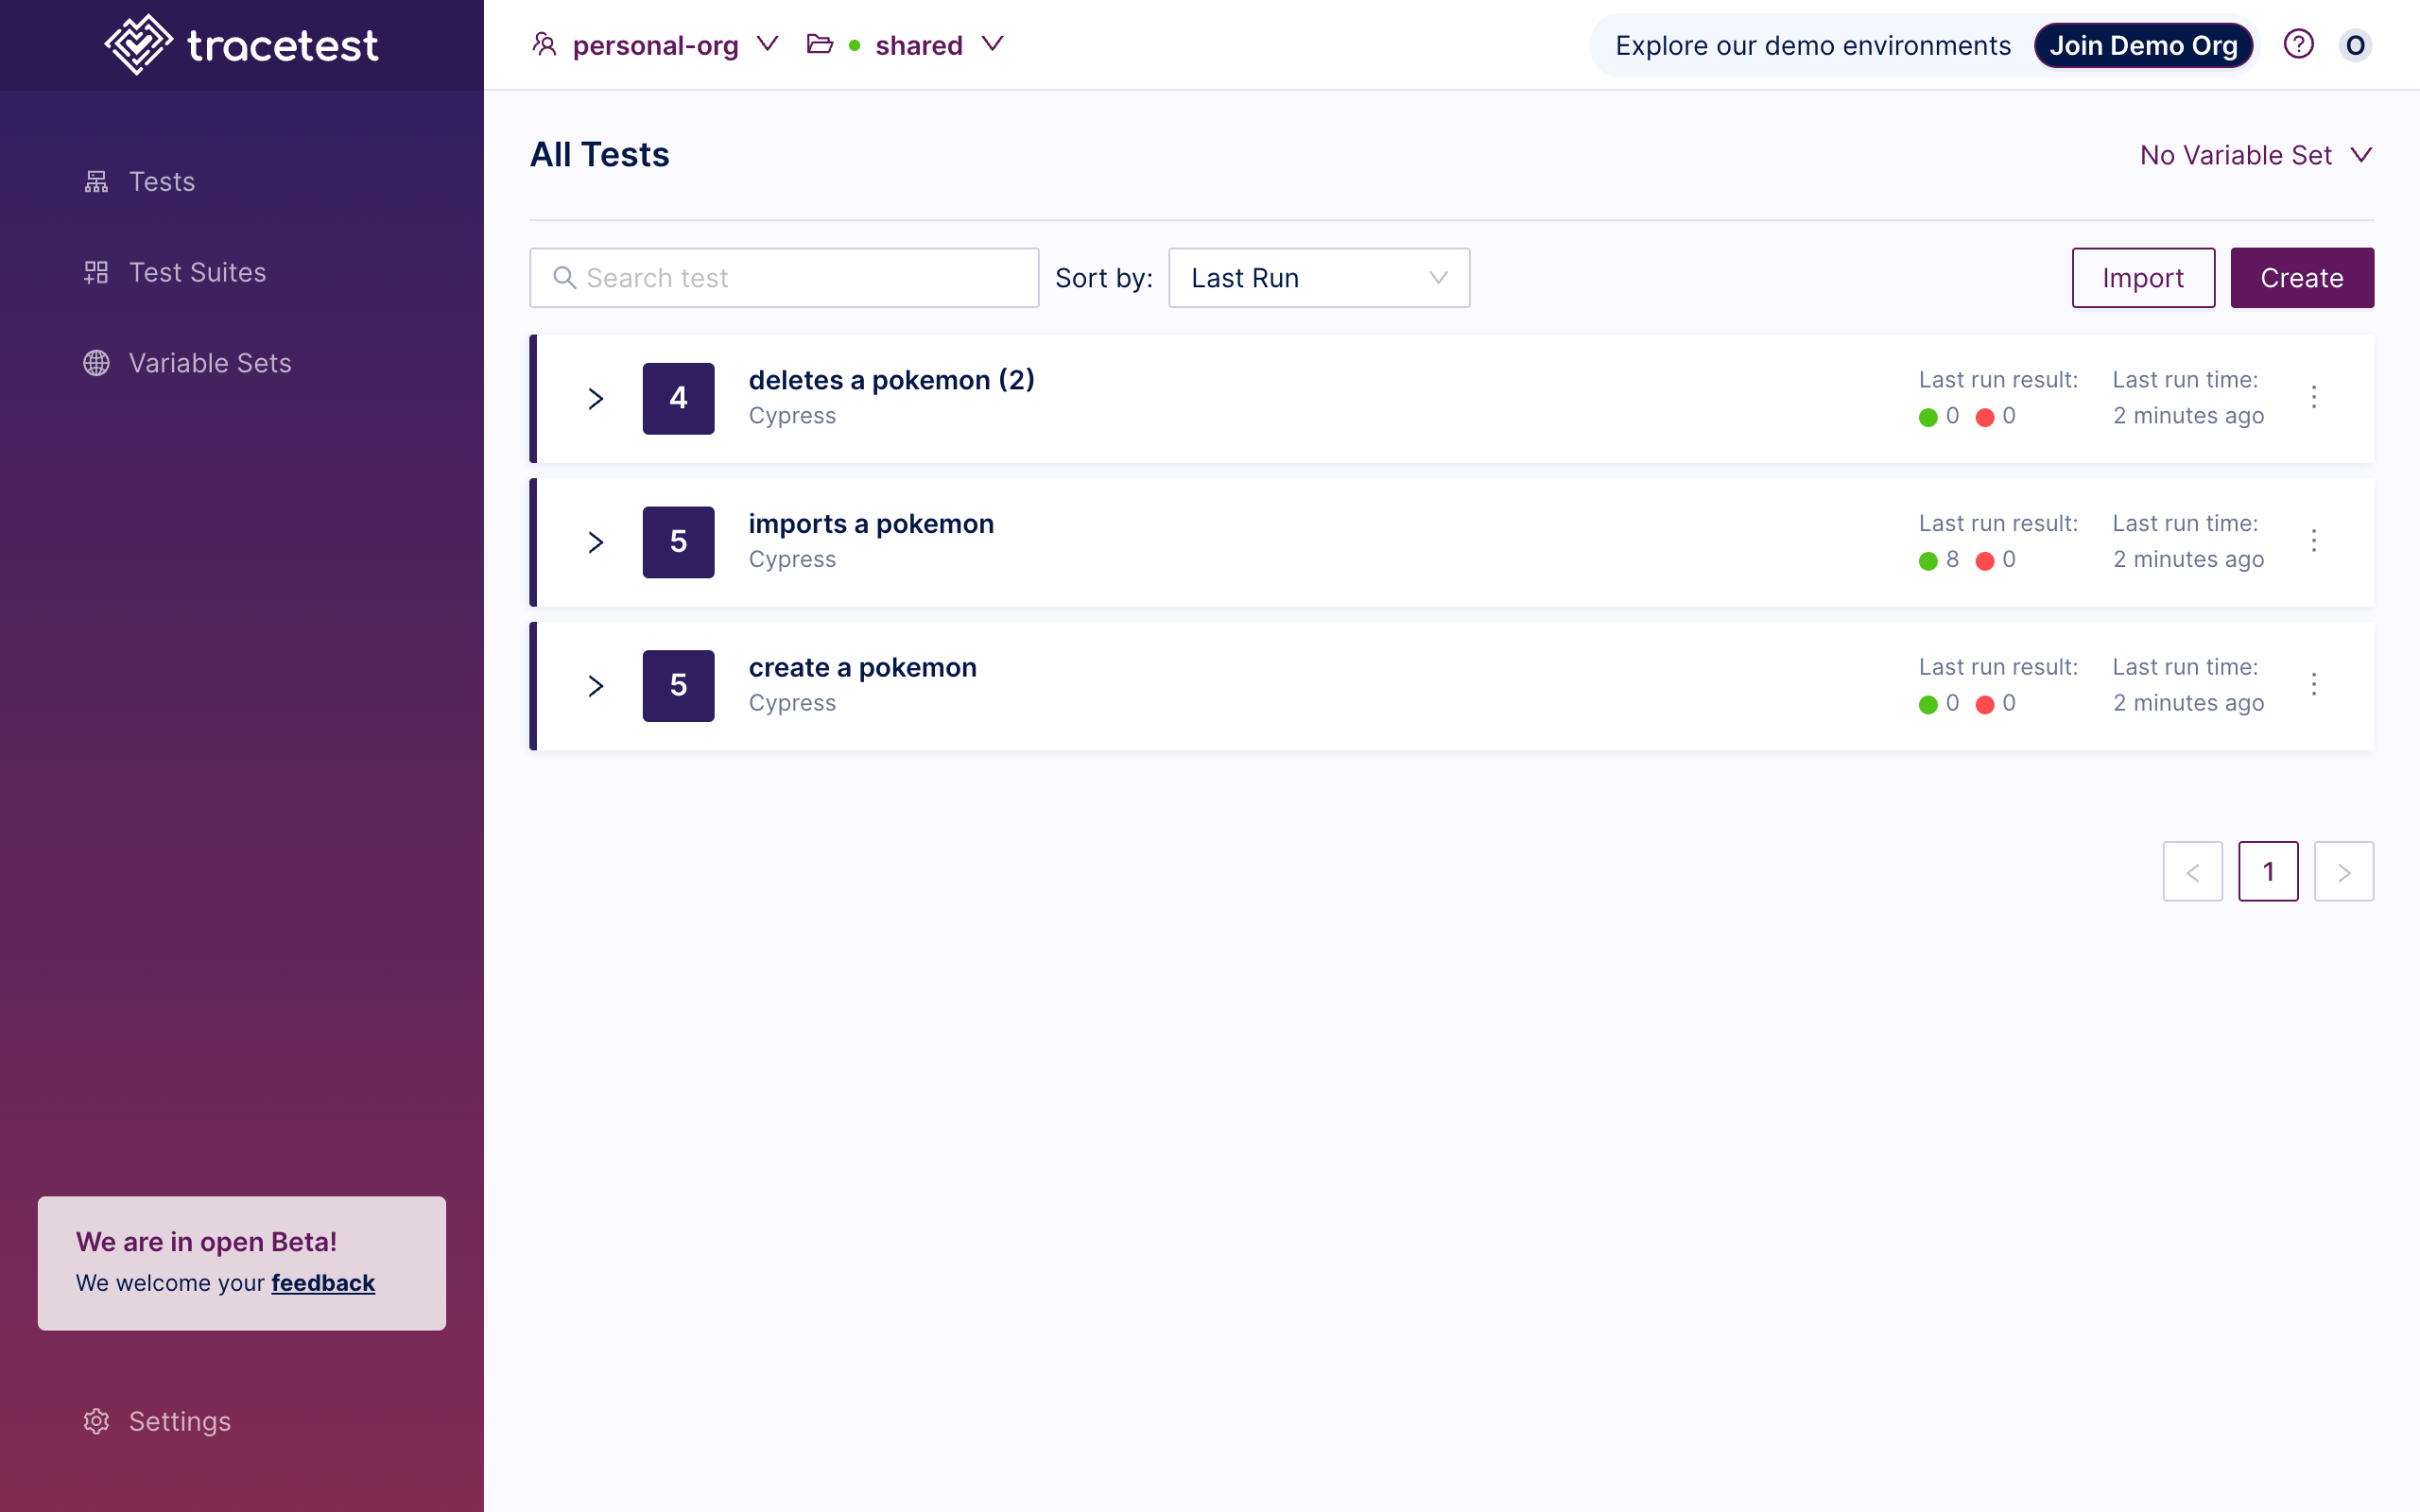 tracetest
personal-org
shared
Explore our demo environments
Join Demo Org
O
Tests
Test Suites
Variable Sets
All Tests
No Variable Set
Search test
Sort by:
Last Run
Import
Create
4
deletes a pokemon (2)
Cypress
Last run result:
0 0
Last run time:
2 minutes ago
5
imports a pokemon
Cypress
Last run result:
8 0
Last run time:
2 minutes ago
5
create a pokemon
Cypress
Last run result:
0 0
Last run time:
2 minutes ago
1
We are in open Beta!
We welcome your feedback
Settings